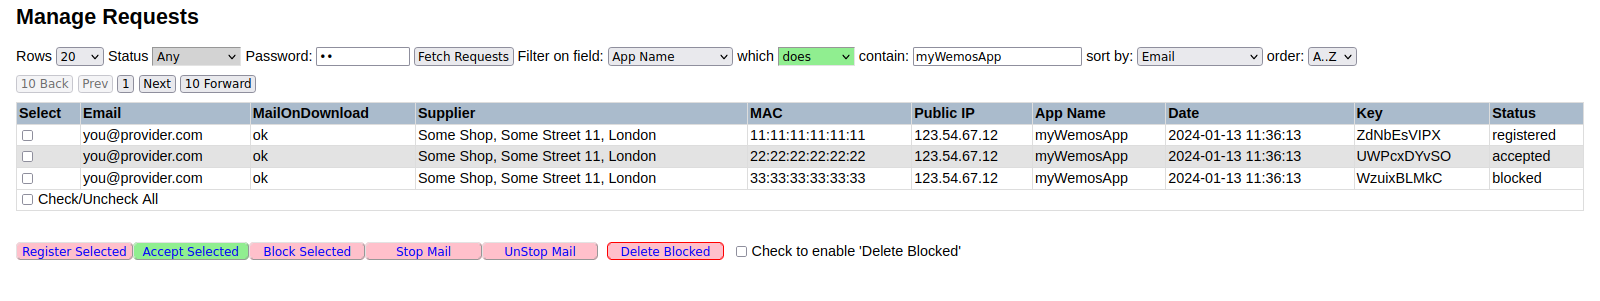 Manage Requests
Rows 20 Status Any Password: •• Fetch Requests Filter on field: App Name which does contain: myWemosApp sort by: Email order: A..Z
10 Back Prev 1 Next 10 Forward
Select Email MailOnDownload Supplier MAC Public IP App Name Date Key Status
you@provider.com ok Some Shop, Some Street 11, London 11:11:11:11:11:11 123.54.67.12 myWemosApp 2024-01-13 11:36:13 ZdNbEsVIPX registered
you@provider.com ok Some Shop, Some Street 11, London 22:22:22:22:22:22 123.54.67.12 myWemosApp 2024-01-13 11:36:13 UWPcxDYvSO accepted
you@provider.com ok Some Shop, Some Street 11, London 33:33:33:33:33:33 123.54.67.12 myWemosApp 2024-01-13 11:36:13 WzuixBLMkC blocked
Check/Uncheck All
Register Selected Accept Selected Block Selected Stop Mail UnStop Mail Delete Blocked Check to enable 'Delete Blocked'